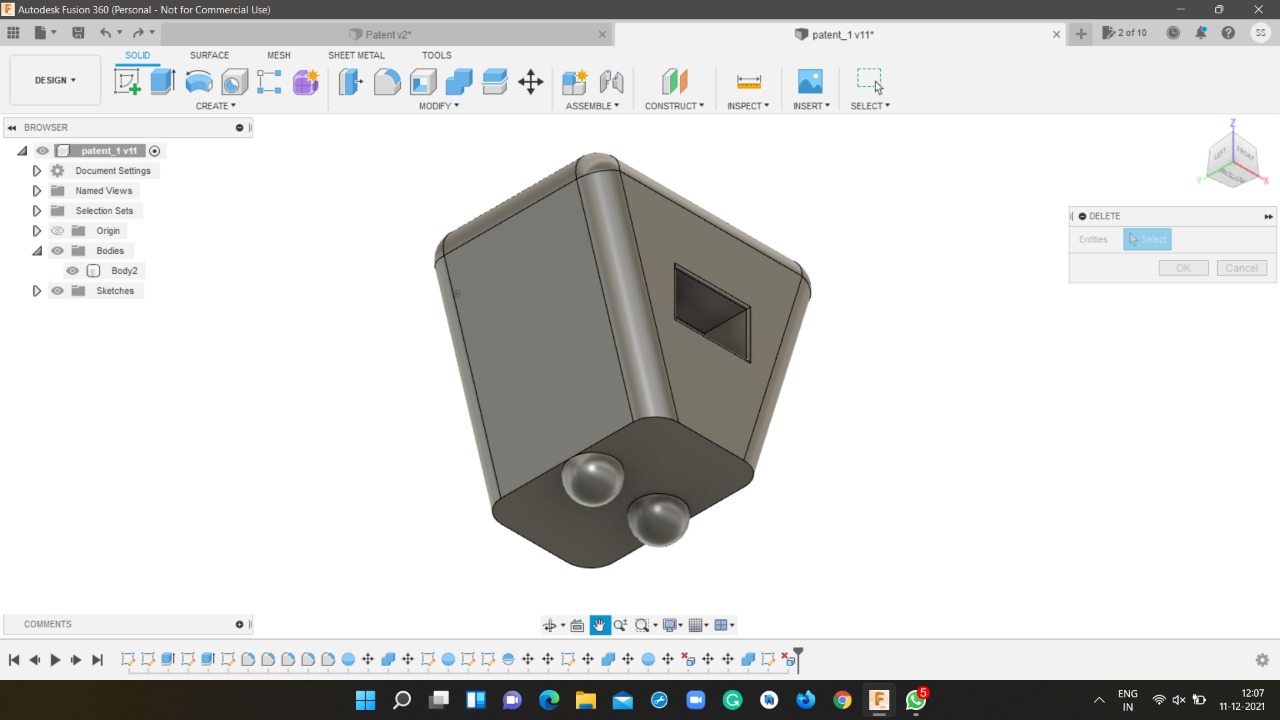 Autodesk Fusion 360 (Personal - Not for Commercial Use)
Patent v2*
patent_1 v11*
2 of 10
SS
SOLID SURFACE MESH SHEET METAL TOOLS
DESIGN
CREATE MODIFY ASSEMBLE CONSTRUCT INSPECT INSERT SELECT
BROWSER
patent_1 v11
Document Settings
Named Views
Selection Sets
Origin
Bodies
Body2
Sketches
Z
LEFT FRONT
Y X
DELETE
Entities Select
OK Cancel
COMMENTS
5
ENG
IN
12:07
11-12-2021